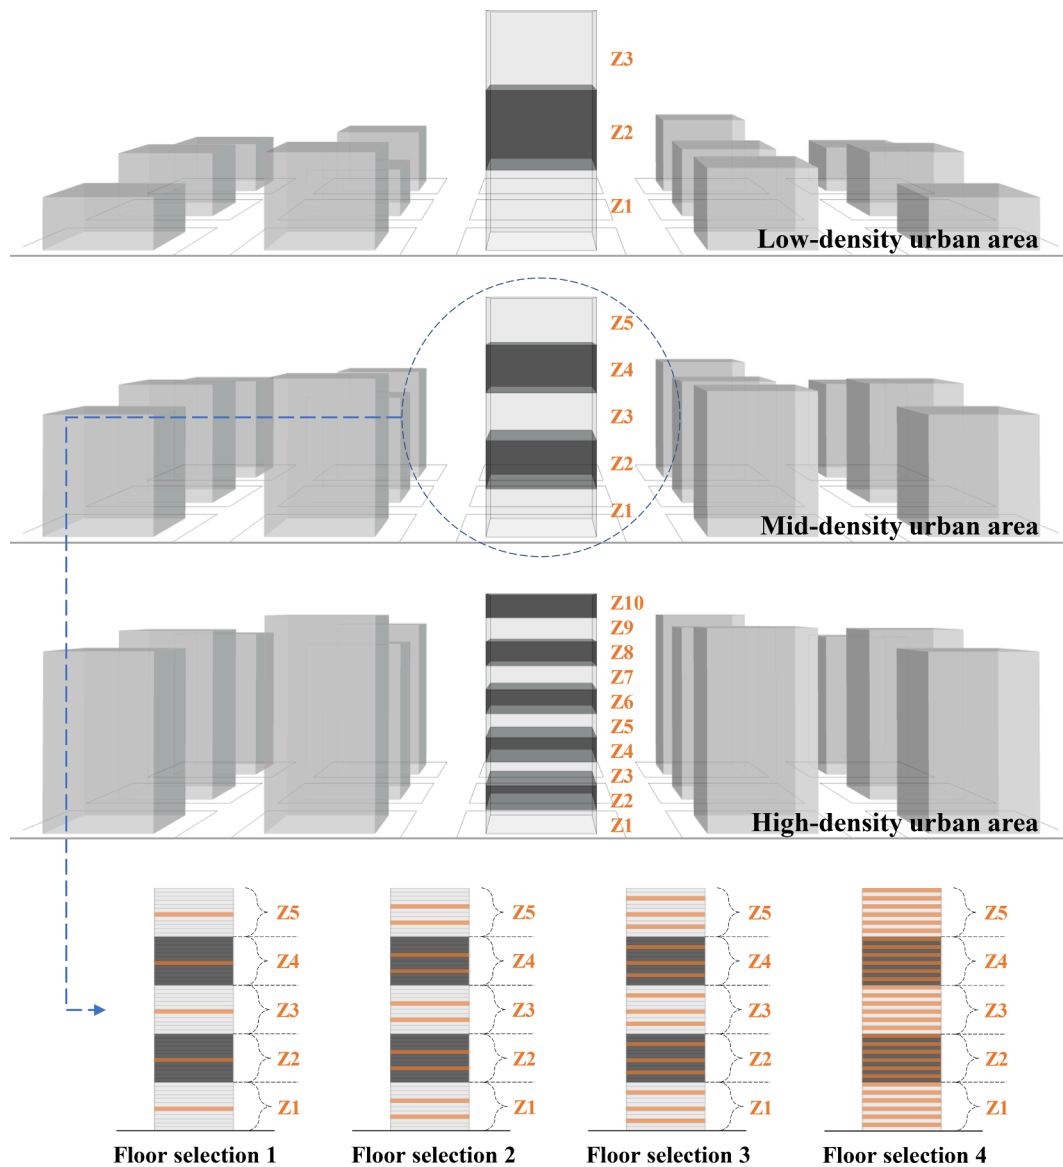 Z3
Z2
Z1
Low-density urban area
Z5
Z4
Z3
Z2
Z1
Mid-density urban area
Z10
Z9
Z8
Z7
Z6
Z5
Z4
Z3
Z2
Z1
High-density urban area
Z5 Z5 Z5 Z5
Z4 Z4 Z4 Z4
Z3 Z3 Z3 Z3
Z2 Z2 Z2 Z2
Z1 Z1 Z1 Z1
Floor selection 1 Floor selection 2 Floor selection 3 Floor selection 4